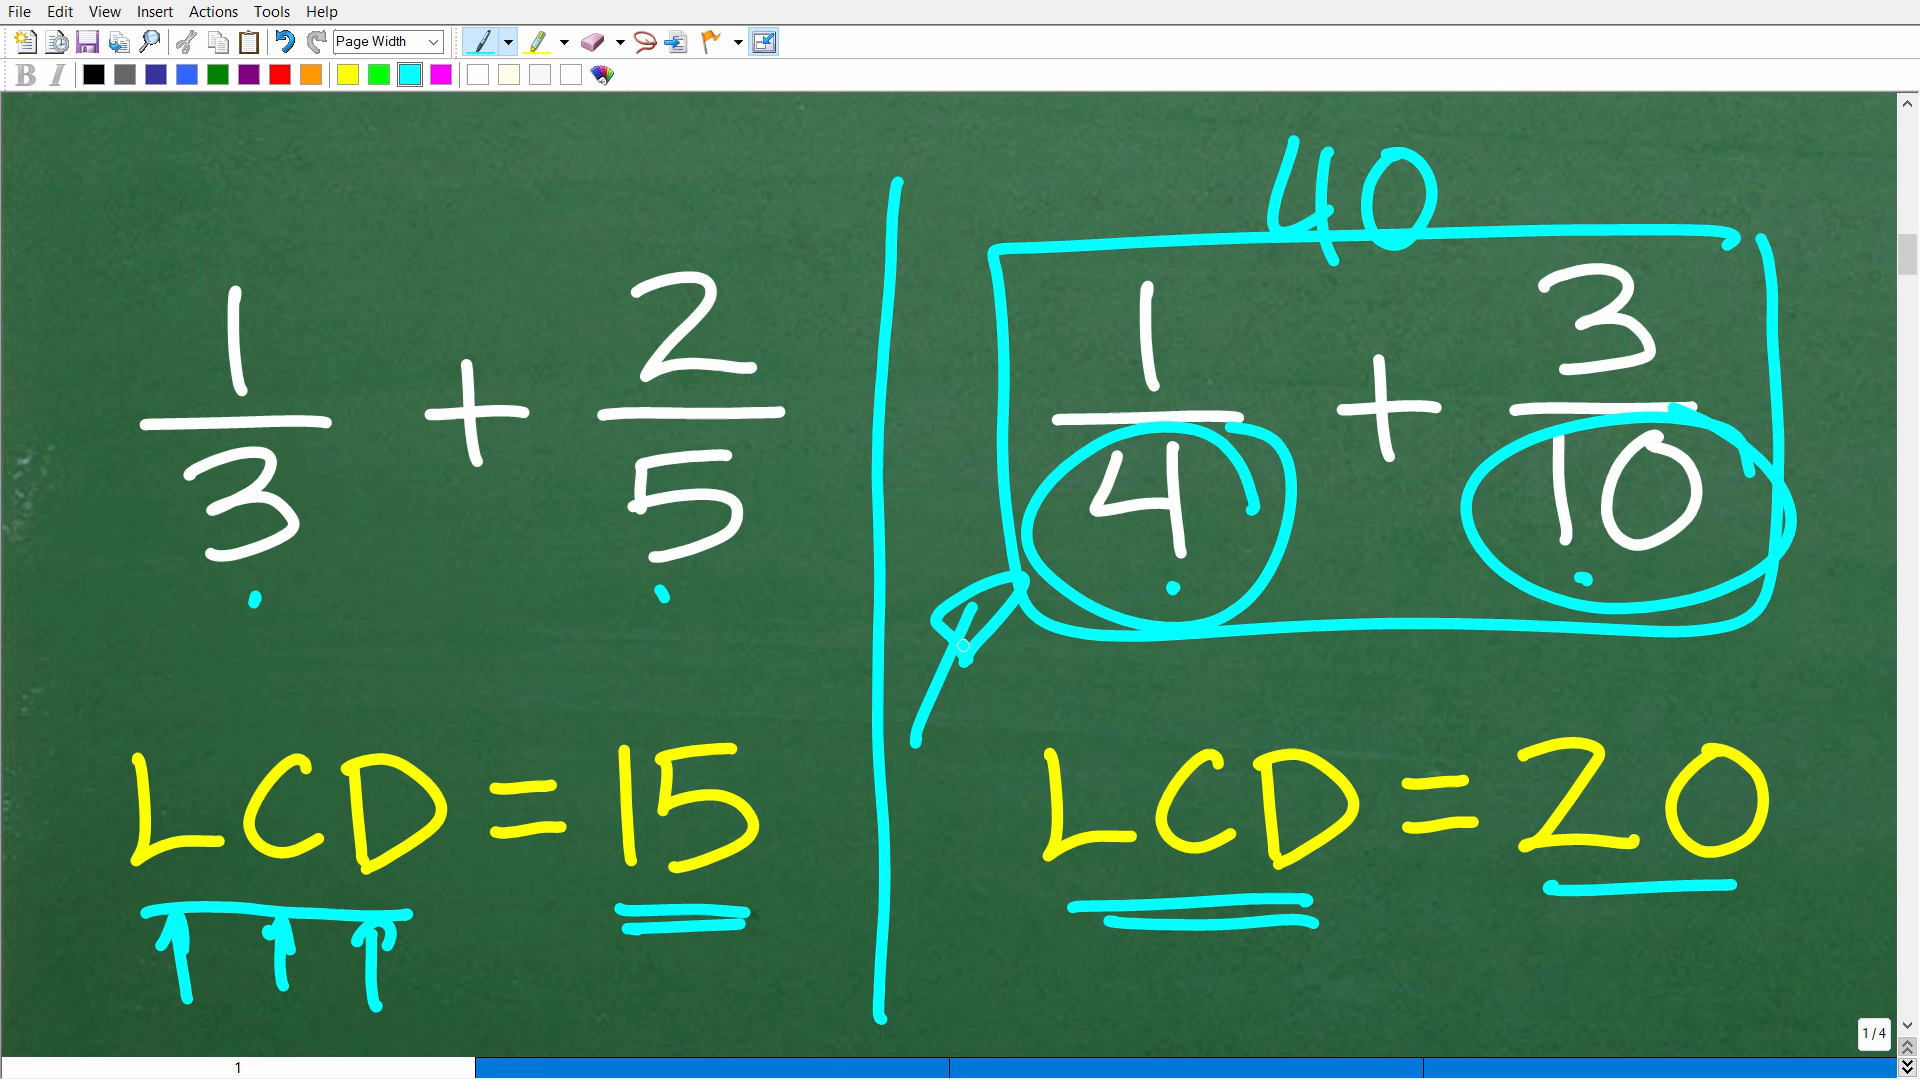 File Edit View Insert Actions Tools Help
Page Width
B I
40
1/3 + 2/5
1/4 + 3/10
LCD = 15
LCD = 20
1 / 4
1